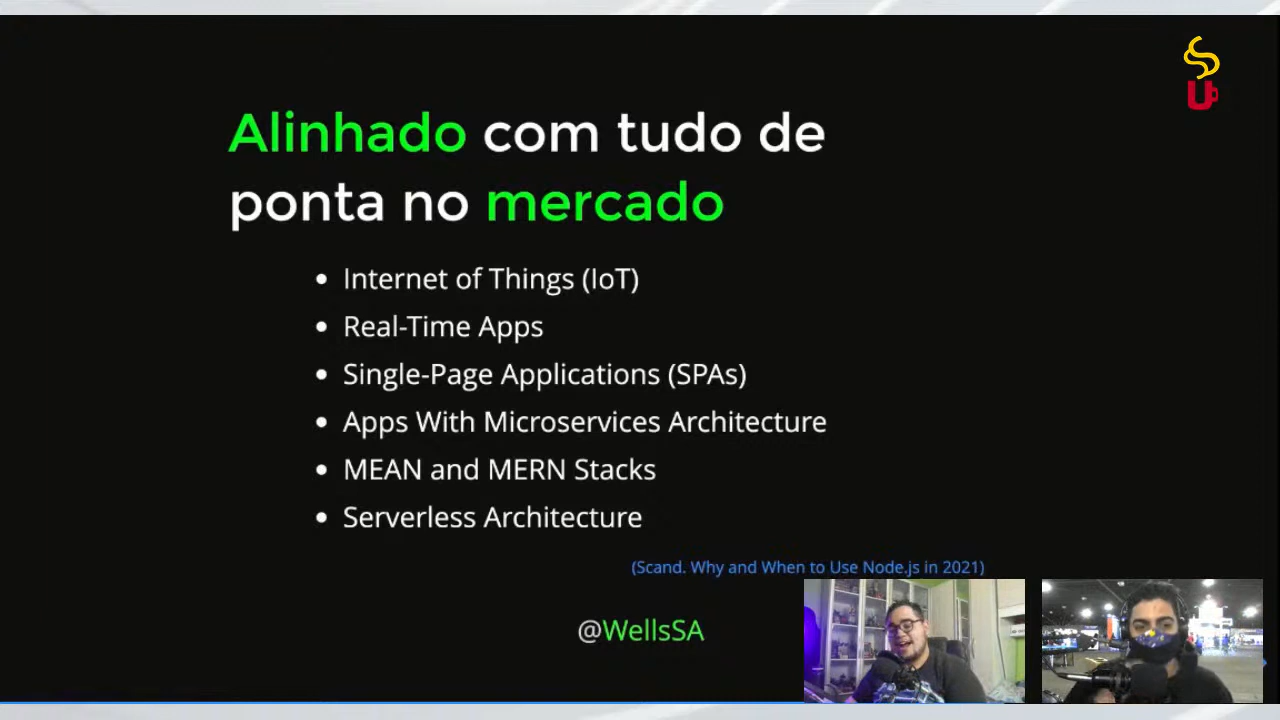 Alinhado com tudo de
ponta no mercado
• Internet of Things (IoT)
• Real-Time Apps
• Single-Page Applications (SPAs)
• Apps With Microservices Architecture
• MEAN and MERN Stacks
• Serverless Architecture
(Scand. Why and When to Use Node.js in 2021)
@WellsSA